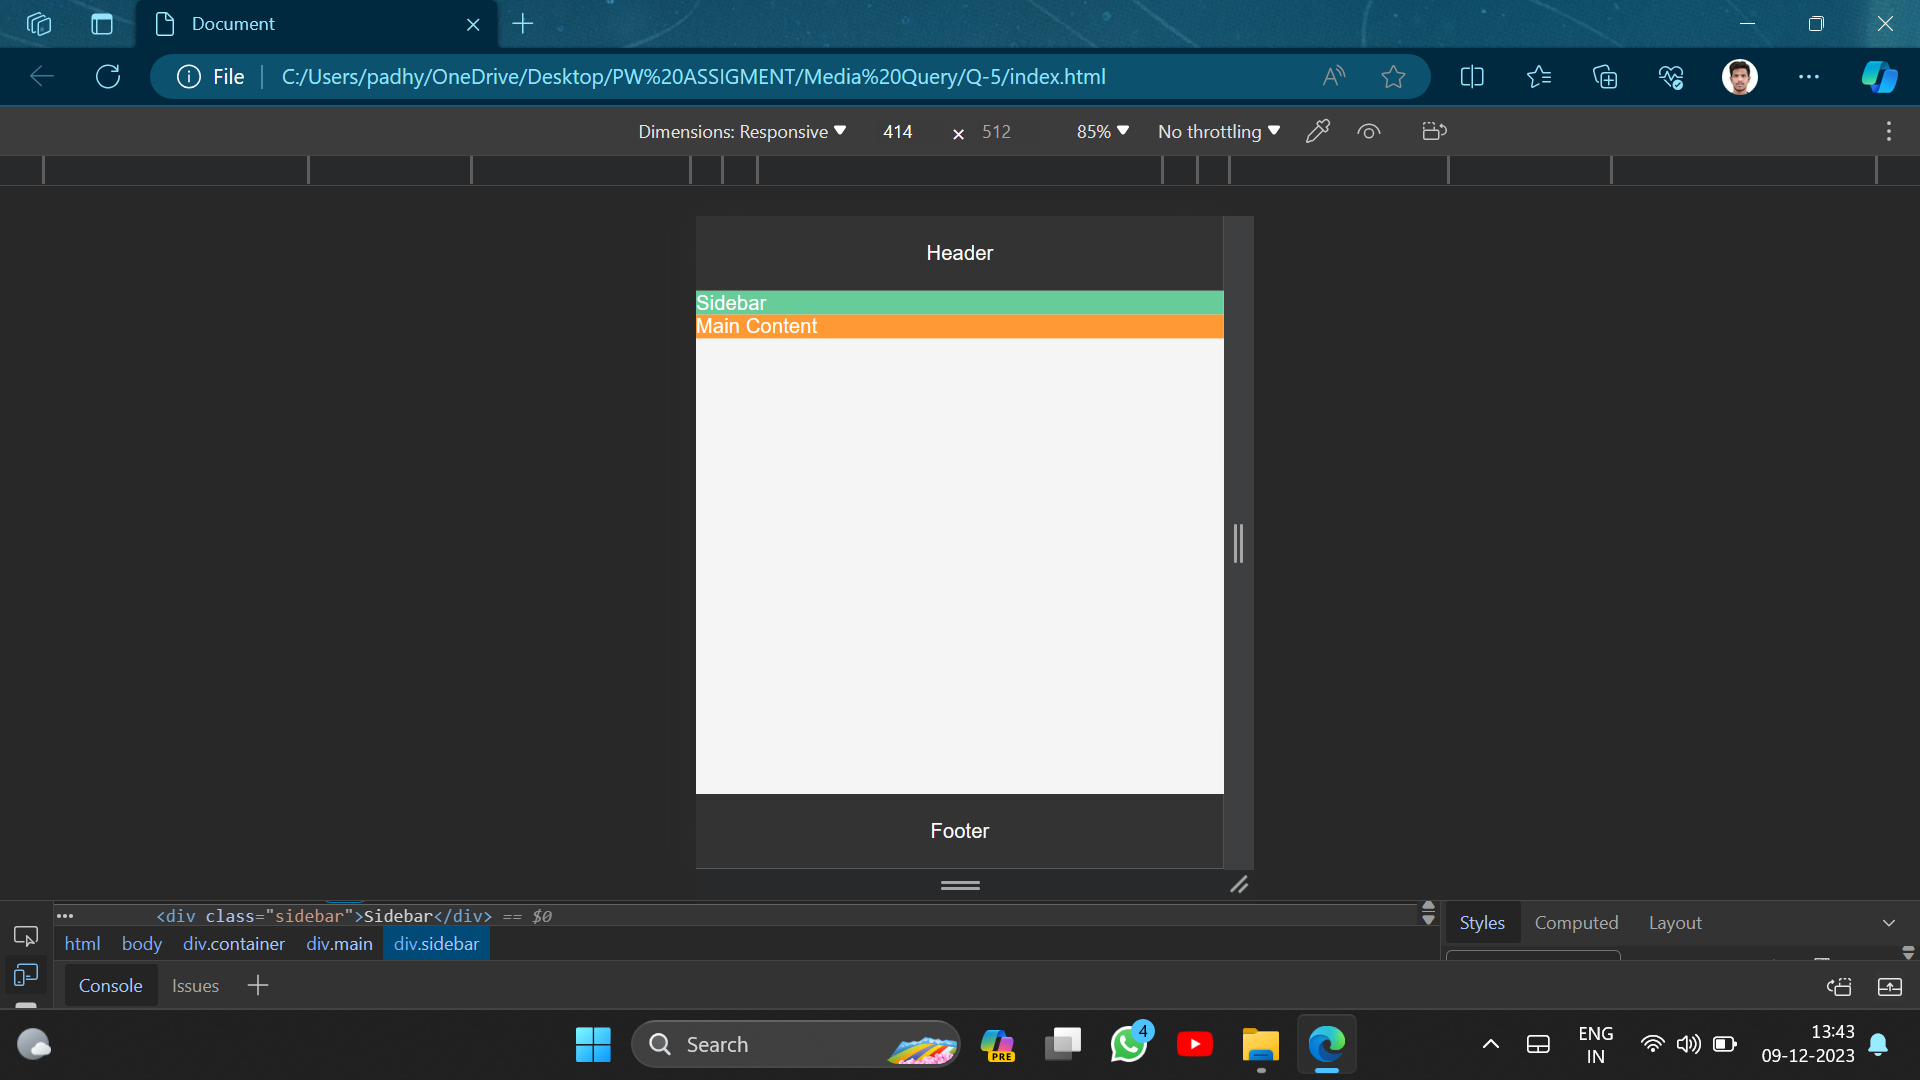 Document
File
C:/Users/padhy/OneDrive/Desktop/PW%20ASSIGMENT/Media%20Query/Q-5/index.html
Dimensions: Responsive 414 × 512 85% No throttling
Header
Sidebar
Main Content
Footer
<div class="sidebar">Sidebar</div> == $0
html body div.container div.main div.sidebar
Styles Computed Layout
Console Issues
Search
PRE
4
ENG
IN
13:43
09-12-2023